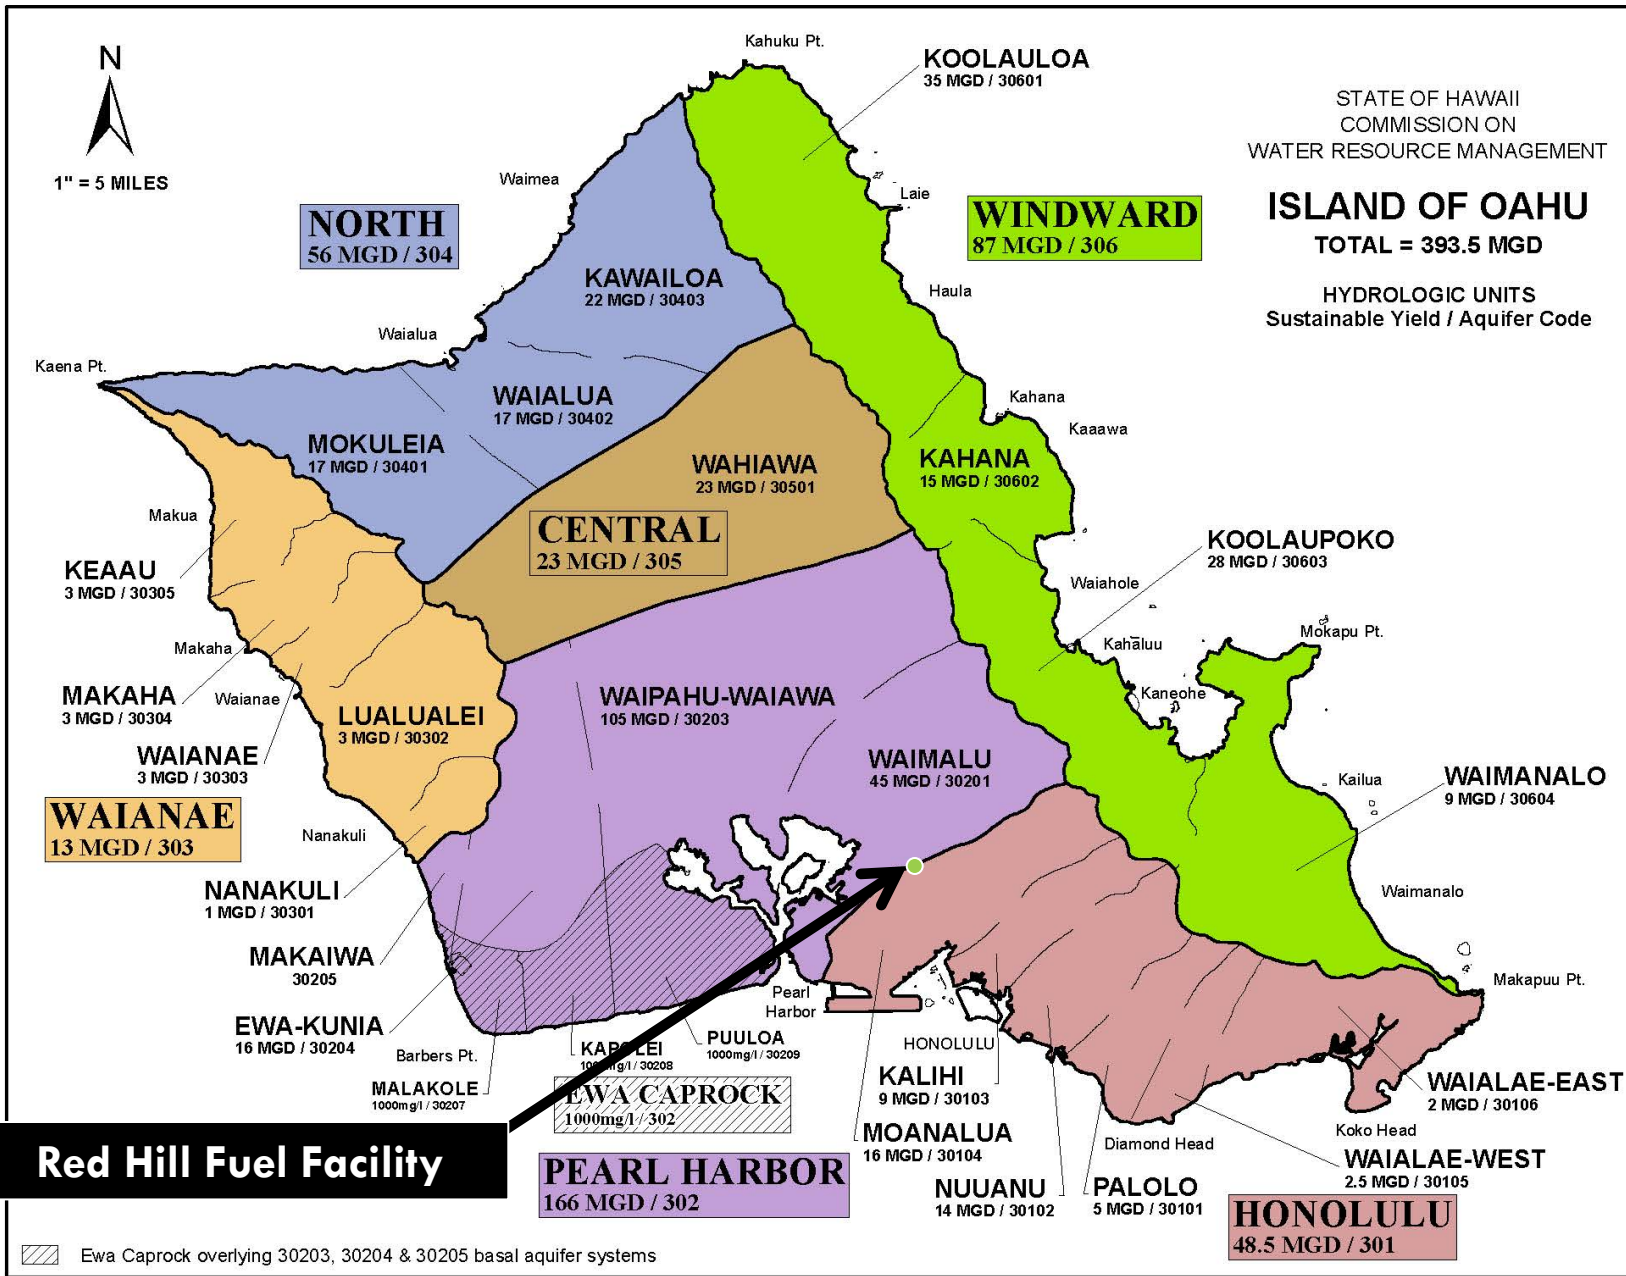 N
1" = 5 MILES
Kahuku Pt.
KOOLAULOA
35 MGD / 30601
STATE OF HAWAII
COMMISSION ON
WATER RESOURCE MANAGEMENT
ISLAND OF OAHU
TOTAL = 393.5 MGD
HYDROLOGIC UNITS
Sustainable Yield / Aquifer Code
Waimea
Laie
NORTH
56 MGD / 304
WINDWARD
87 MGD / 306
KAWAILOA
22 MGD / 30403
Haula
Waialua
Kaena Pt.
WAIALUA
17 MGD / 30402
Kahana
Kaaawa
MOKULEIA
17 MGD / 30401
WAHIAWA
23 MGD / 30501
KAHANA
15 MGD / 30602
Makua
CENTRAL
23 MGD / 305
KOOLAUPOKO
28 MGD / 30603
KEAAU
3 MGD / 30305
Waiahole
Makaha
Kahaluu
Mokapu Pt.
MAKAHA
3 MGD / 30304
Waianae
Kaneohe
WAIPAHU-WAIAWA
105 MGD / 30203
LUALUALEI
3 MGD / 30302
WAIANAE
3 MGD / 30303
WAIMALU
45 MGD / 30201
Kailua
WAIMANALO
9 MGD / 30604
WAIANAE
13 MGD / 303
Nanakuli
NANAKULI
1 MGD / 30301
Waimanalo
MAKAIWA
30205
Makapuu Pt.
Pearl
Harbor
EWA-KUNIA
16 MGD / 30204
Barbers Pt.
KAPOLEI
1000mg/l / 30208
PUULOA
1000mg/l / 30209
HONOLULU
KALIHI
9 MGD / 30103
MALAKOLE
1000mg/l / 30207
EWA CAPROCK
1000mg/l / 302
WAIALAE-EAST
2 MGD / 30106
Koko Head
MOANALUA
16 MGD / 30104
Diamond Head
WAIALAE-WEST
2.5 MGD / 30105
Red Hill Fuel Facility
PEARL HARBOR
166 MGD / 302
NUUANU
14 MGD / 30102
PALOLO
5 MGD / 30101
HONOLULU
48.5 MGD / 301
Ewa Caprock overlying 30203, 30204 & 30205 basal aquifer systems